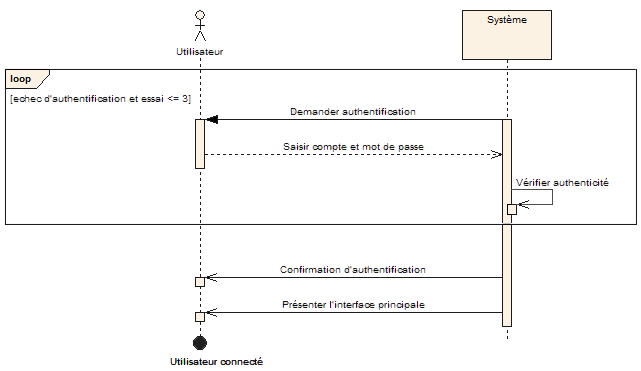 Système
Utilisateur
loop
[echec d'authentification et essai <= 3]
Demander authentification
Saisir compte et mot de passe
Vérifier authenticité
Confirmation d'authentification
Présenter l'interface principale
Utilisateur connecté